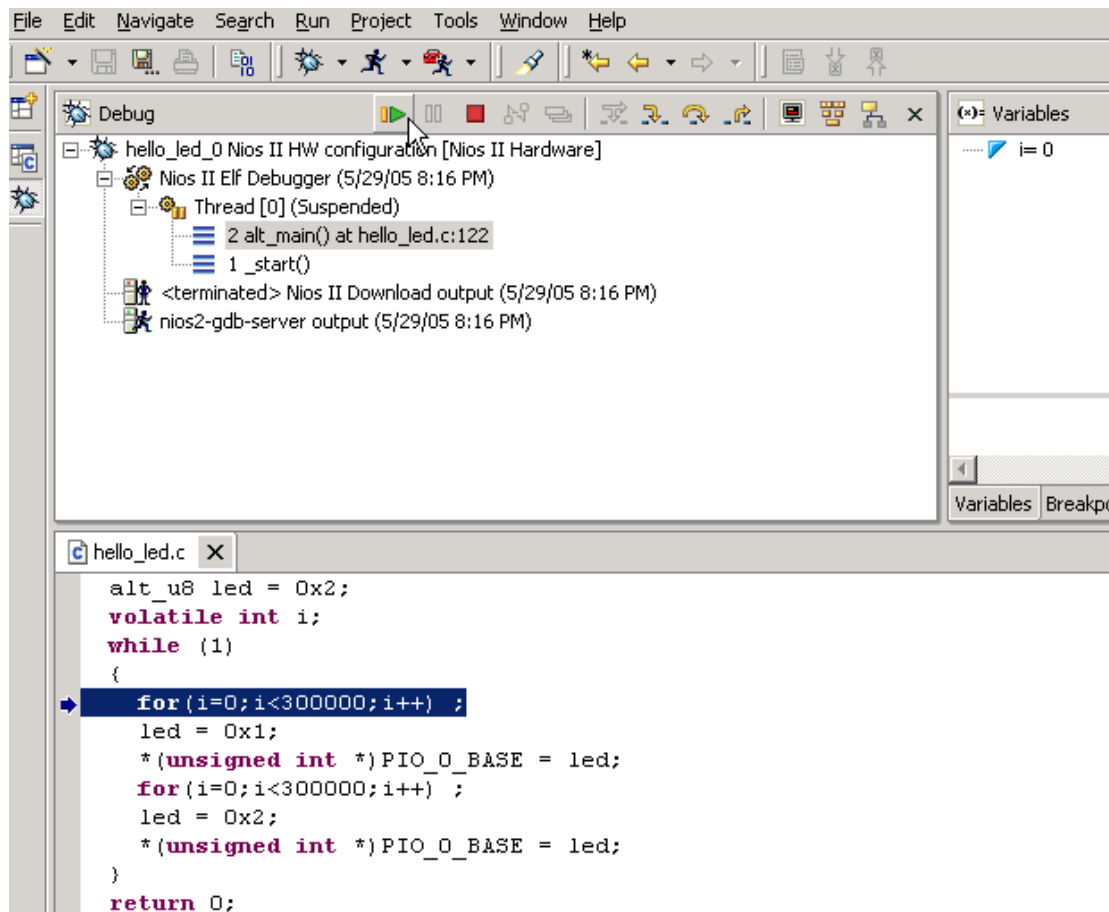 File Edit Navigate Search Run Project Tools Window Help
Debug
hello_led_0 Nios II HW configuration [Nios II Hardware]
Nios II Elf Debugger (5/29/05 8:16 PM)
Thread [0] (Suspended)
2 alt_main() at hello_led.c:122
1 _start()
<terminated> Nios II Download output (5/29/05 8:16 PM)
nios2-gdb-server output (5/29/05 8:16 PM)
(x)= Variables
i= 0
Variables Breakpo
hello_led.c
alt_u8 led = 0x2;
volatile int i;
while (1)
{
for(i=0;i<300000;i++) ;
led = 0x1;
*(unsigned int *)PIO_0_BASE = led;
for(i=0;i<300000;i++) ;
led = 0x2;
*(unsigned int *)PIO_0_BASE = led;
}
return 0;